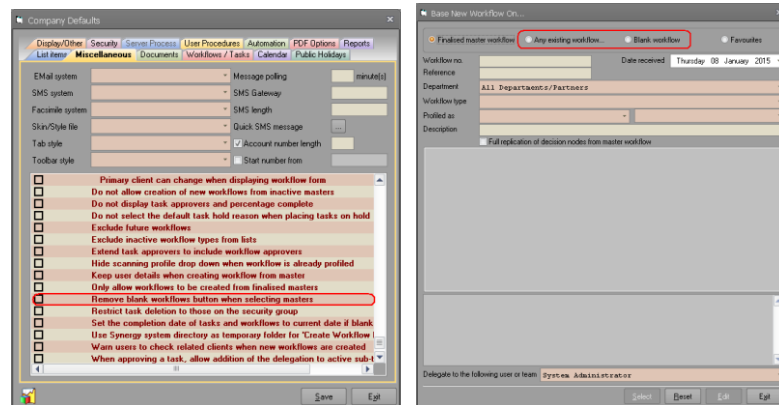 Company Defaults
Display/Other Security Server Process User Procedures Automation PDF Options Reports
List items Miscellaneous Documents Workflows / Tasks Calendar Public Holidays
EMail system Message polling minute(s)
SMS system SMS Gateway
Facsimile system SMS length
Skin/Style file Quick SMS message ...
Tab style Account number length
Toolbar style Start number from
Primary client can change when displaying workflow form
Do not allow creation of new workflows from inactive masters
Do not display task approvers and percentage complete
Do not select the default task hold reason when placing tasks on hold
Exclude future workflows
Exclude inactive workflow types from lists
Extend task approvers to include workflow approvers
Hide scanning profile drop down when workflow is already profiled
Keep user details when creating workflow from master
Only allow workflows to be created from finalised masters
Remove blank workflows button when selecting masters
Restrict task deletion to those on the security group
Set the completion date of tasks and workflows to current date if blank
Use Synergy system directory as temporary folder for 'Create Workflow
Warn users to check related clients when new workflows are created
When approving a task, allow addition of the delegation to active sub-t
Save Exit
Base New Workflow On...
Finalised master workflow Any existing workflow... Blank workflow Favourites
Workflow no. Date received Thursday 08 January 2015
Reference
Department All Departments/Partners
Workflow type
Profiled as
Description
Full replication of decision nodes from master workflow
Delegate to the following user or team System Administrator
Select Reset Edit Exit